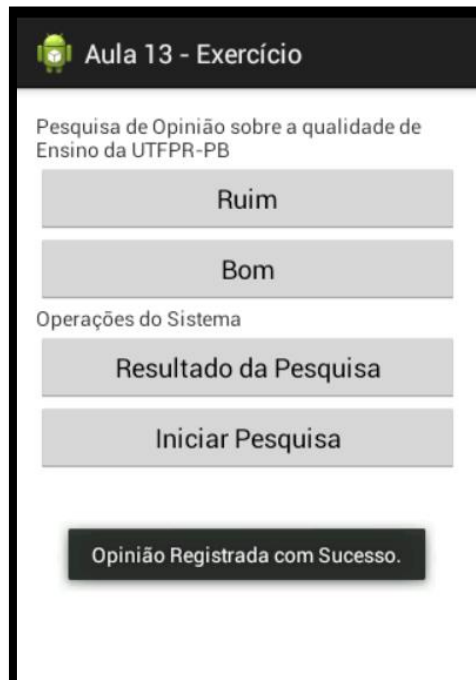 Aula 13 - Exercício
Pesquisa de Opinião sobre a qualidade de
Ensino da UTFPR-PB
Ruim
Bom
Operações do Sistema
Resultado da Pesquisa
Iniciar Pesquisa
Opinião Registrada com Sucesso.